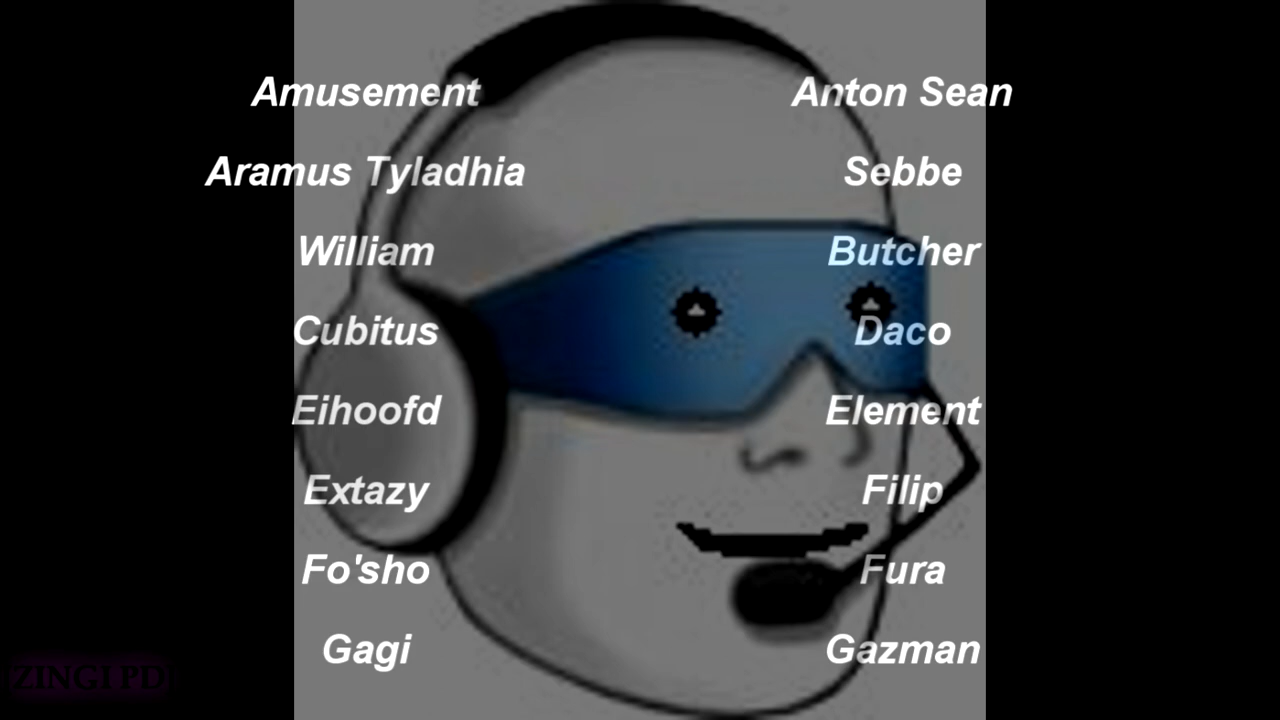 Amusement
Anton Sean
Aramus Tyladhia
Sebbe
William
Butcher
Cubitus
Daco
Eihoofd
Element
Extazy
Filip
Fo'sho
Fura
Gagi
Gazman
ZINGI PD